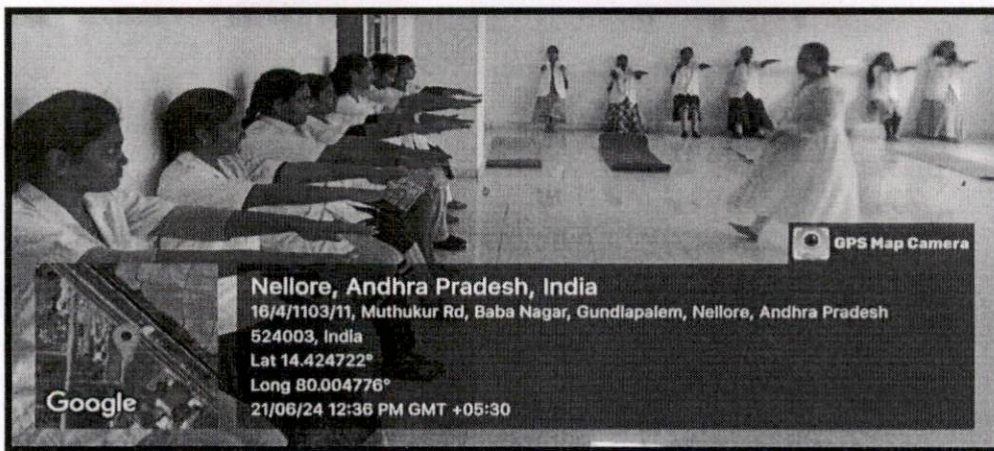 GPS Map Camera
Nellore, Andhra Pradesh, India
16/4/1103/11, Muthukur Rd, Baba Nagar, Gundlapalem, Nellore, Andhra Pradesh
524003, India
Lat 14.424722°
Long 80.004776°
21/06/24 12:36 PM GMT +05:30
Google